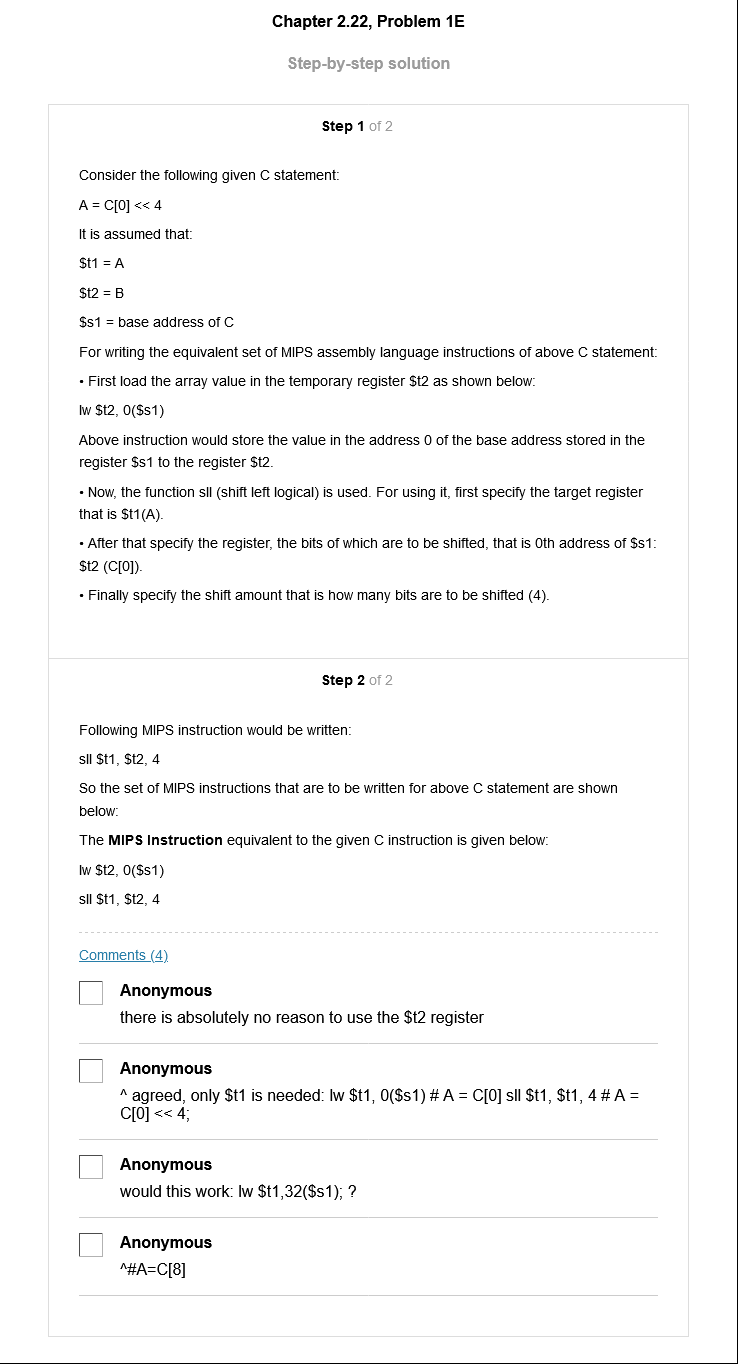 Chapter 2.22, Problem 1E
Step-by-step solution
Step 1 of 2
Consider the following given C statement:
A = C[0] << 4
It is assumed that:
$t1 = A
$t2 = B
$s1 = base address of C
For writing the equivalent set of MIPS assembly language instructions of above C statement:
• First load the array value in the temporary register $t2 as shown below:
lw $t2, 0($s1)
Above instruction would store the value in the address 0 of the base address stored in the
register $s1 to the register $t2.
• Now, the function sll (shift left logical) is used. For using it, first specify the target register
that is $t1(A).
• After that specify the register, the bits of which are to be shifted, that is 0th address of $s1:
$t2 (C[0]).
• Finally specify the shift amount that is how many bits are to be shifted (4).
Step 2 of 2
Following MIPS instruction would be written:
sll $t1, $t2, 4
So the set of MIPS instructions that are to be written for above C statement are shown
below:
The MIPS Instruction equivalent to the given C instruction is given below:
lw $t2, 0($s1)
sll $t1, $t2, 4
Comments (4)
Anonymous
there is absolutely no reason to use the $t2 register
Anonymous
^ agreed, only $t1 is needed: lw $t1, 0($s1) # A = C[0] sll $t1, $t1, 4 # A =
C[0] << 4;
Anonymous
would this work: lw $t1,32($s1); ?
Anonymous
^#A=C[8]